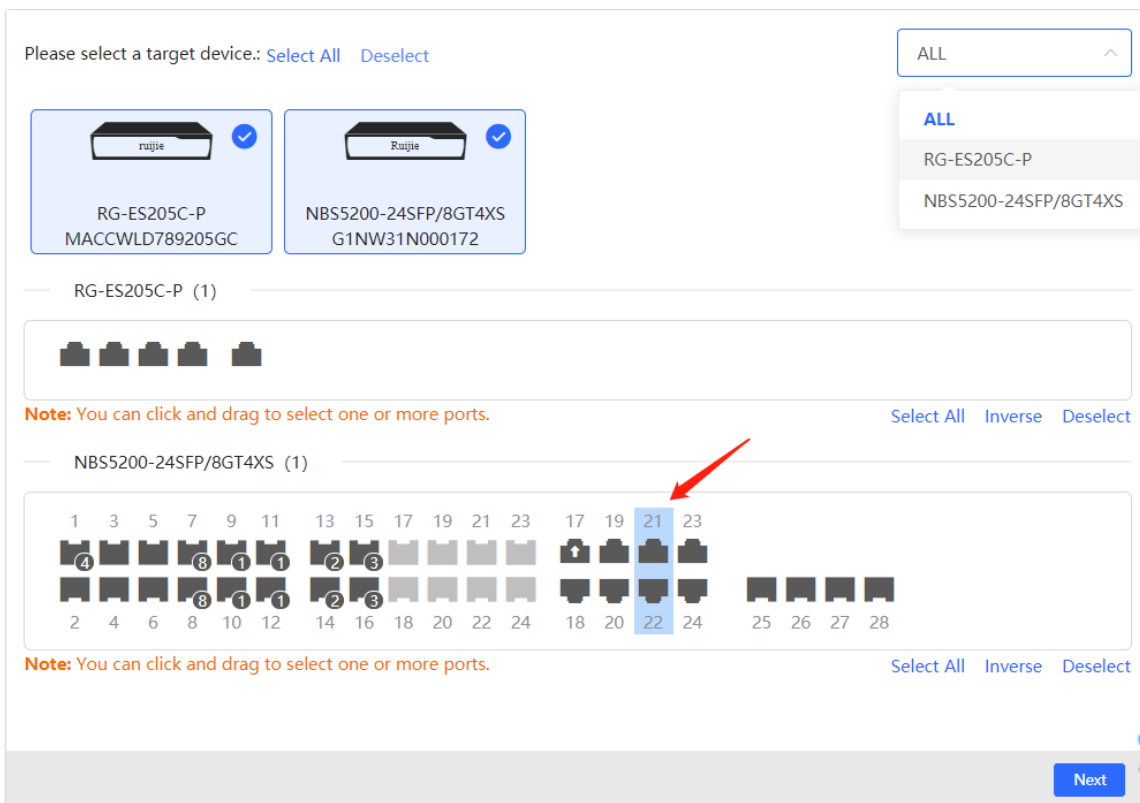 Please select a target device.: Select All Deselect
ALL
ALL
RG-ES205C-P
NBS5200-24SFP/8GT4XS
ruijie
Ruijie
RG-ES205C-P
MACCWLD789205GC
NBS5200-24SFP/8GT4XS
G1NW31N000172
RG-ES205C-P (1)
Note: You can click and drag to select one or more ports.
Select All Inverse Deselect
NBS5200-24SFP/8GT4XS (1)
1 3 5 7 9 11 13 15 17 19 21 23 17 19 21 23
4 8 1 1 2 3
8 1 1 2 3
2 4 6 8 10 12 14 16 18 20 22 24 18 20 22 24 25 26 27 28
Note: You can click and drag to select one or more ports.
Select All Inverse Deselect
Next